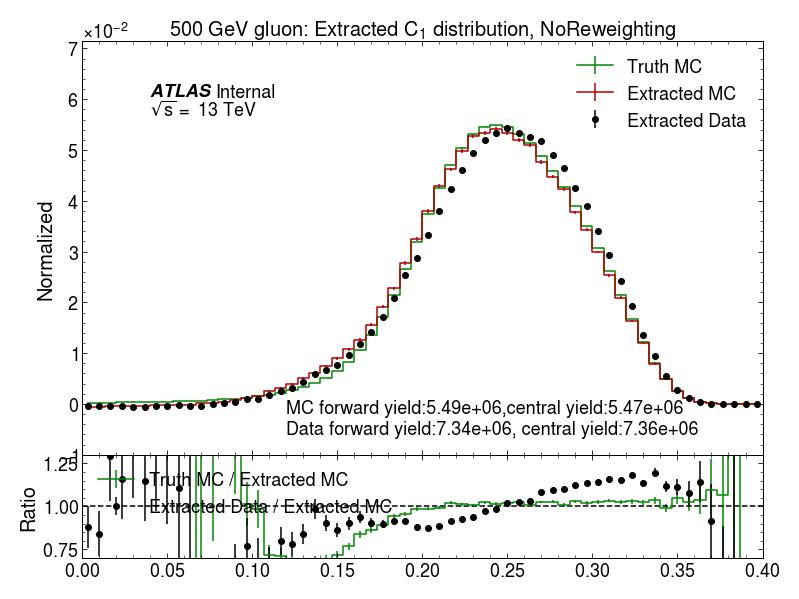 ×10⁻²
500 GeV gluon: Extracted C₁ distribution, NoReweighting
ATLAS Internal
√s = 13 TeV
Truth MC
Extracted MC
Extracted Data
Normalized
7
6
5
4
3
2
1
0
MC forward yield:5.49e+06,central yield:5.47e+06
Data forward yield:7.34e+06, central yield:7.36e+06
1.25
1.00
0.75
Ratio
Truth MC / Extracted MC
Extracted Data / Extracted MC
0.00 0.05 0.10 0.15 0.20 0.25 0.30 0.35 0.40